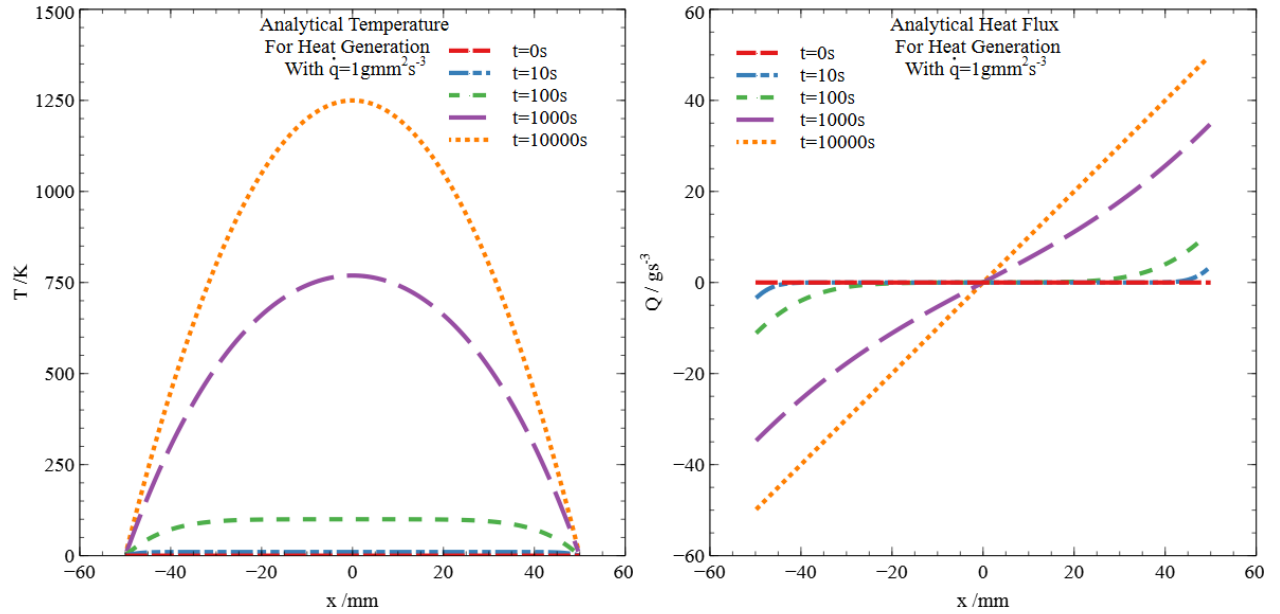 Analytical Temperature
For Heat Generation
With q̇=1gmm²s⁻³
t=0s
t=10s
t=100s
t=1000s
t=10000s
1500
1250
1000
750
500
250
0
T /K
−60
−40
−20
0
20
40
60
x /mm
Analytical Heat Flux
For Heat Generation
With q̇=1gmm²s⁻³
t=0s
t=10s
t=100s
t=1000s
t=10000s
60
40
20
0
−20
−40
−60
Q / gs⁻³
−60
−40
−20
0
20
40
60
x /mm